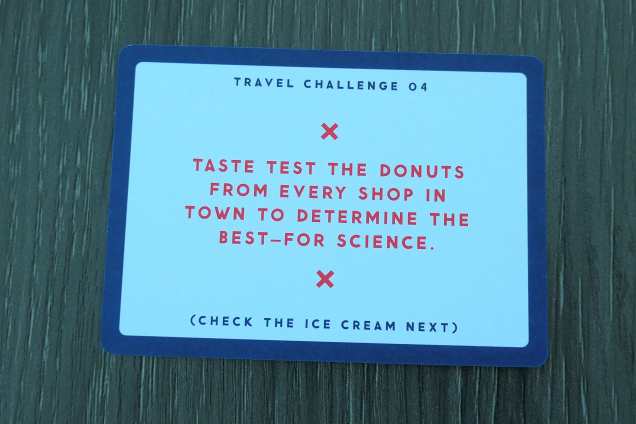 TRAVEL CHALLENGE 04
TASTE TEST THE DONUTS
FROM EVERY SHOP IN
TOWN TO DETERMINE THE
BEST–FOR SCIENCE.
(CHECK THE ICE CREAM NEXT)